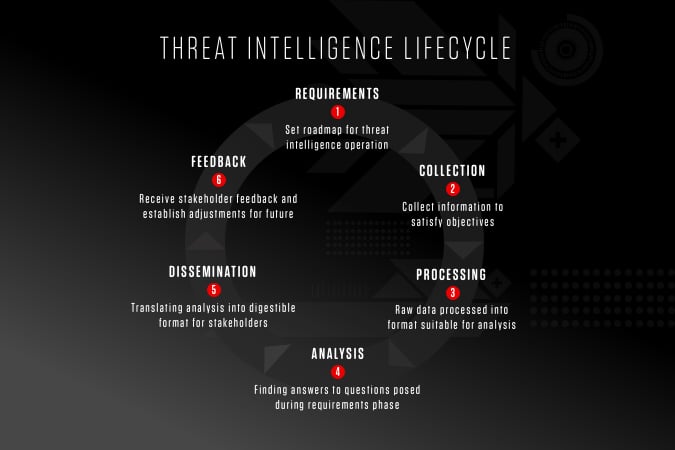 THREAT INTELLIGENCE LIFECYCLE
REQUIREMENTS
1
Set roadmap for threat
intelligence operation
COLLECTION
2
Collect information to
satisfy objectives
PROCESSING
3
Raw data processed into
format suitable for analysis
ANALYSIS
4
Finding answers to questions posed
during requirements phase
DISSEMINATION
5
Translating analysis into digestible
format for stakeholders
FEEDBACK
6
Receive stakeholder feedback and
establish adjustments for future